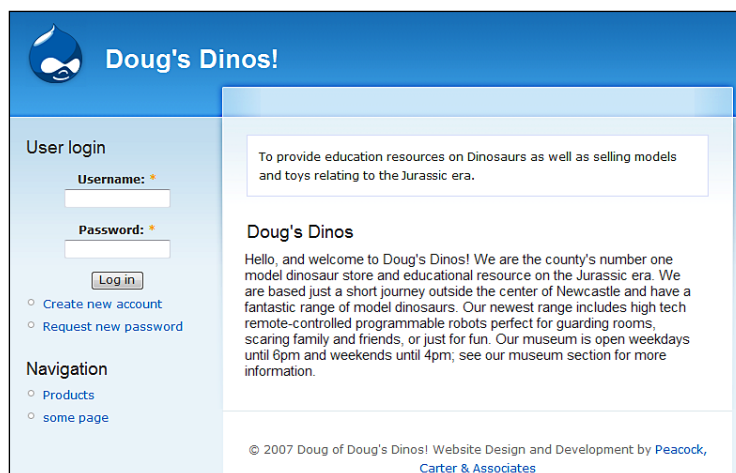 Doug's Dinos!
User login
Username: *
Password: *
Log in
Create new account
Request new password
Navigation
Products
some page
To provide education resources on Dinosaurs as well as selling models
and toys relating to the Jurassic era.
Doug's Dinos
Hello, and welcome to Doug's Dinos! We are the county's number one
model dinosaur store and educational resource on the Jurassic era. We
are based just a short journey outside the center of Newcastle and have a
fantastic range of model dinosaurs. Our newest range includes high tech
remote-controlled programmable robots perfect for guarding rooms,
scaring family and friends, or just for fun. Our museum is open weekdays
until 6pm and weekends until 4pm; see our museum section for more
information.
© 2007 Doug of Doug's Dinos! Website Design and Development by Peacock,
Carter & Associates